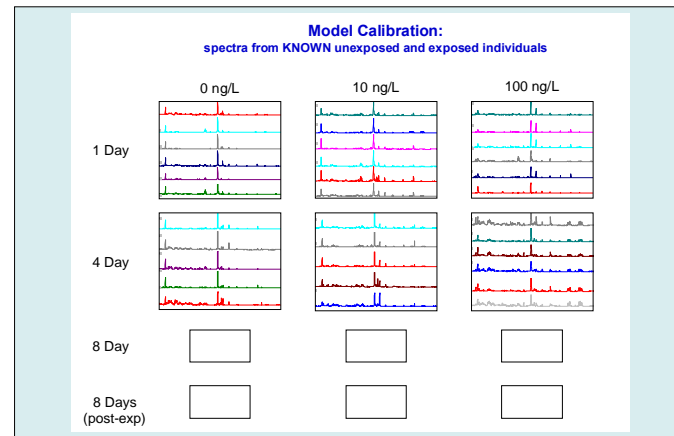 Model Calibration:
spectra from KNOWN unexposed and exposed individuals
0 ng/L
10 ng/L
100 ng/L
1 Day
4 Day
8 Day
8 Days
(post-exp)